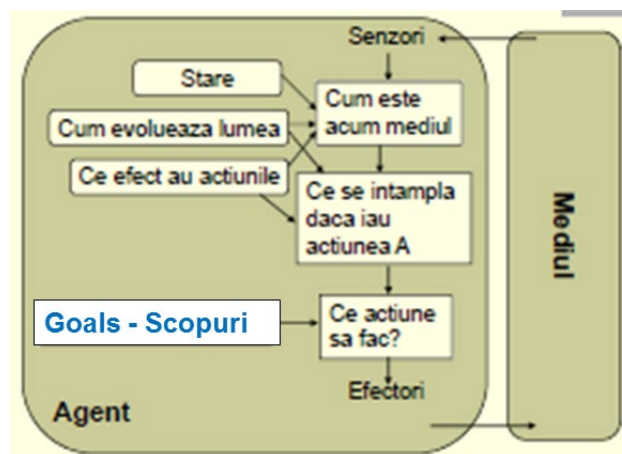 Senzori
Stare
Cum este
acum mediul
Cum evolueaza lumea
Ce efect au actiunile
Ce se intampla
daca iau
actiunea A
Mediul
Goals - Scopuri
Ce actiune
sa fac?
Efectori
Agent